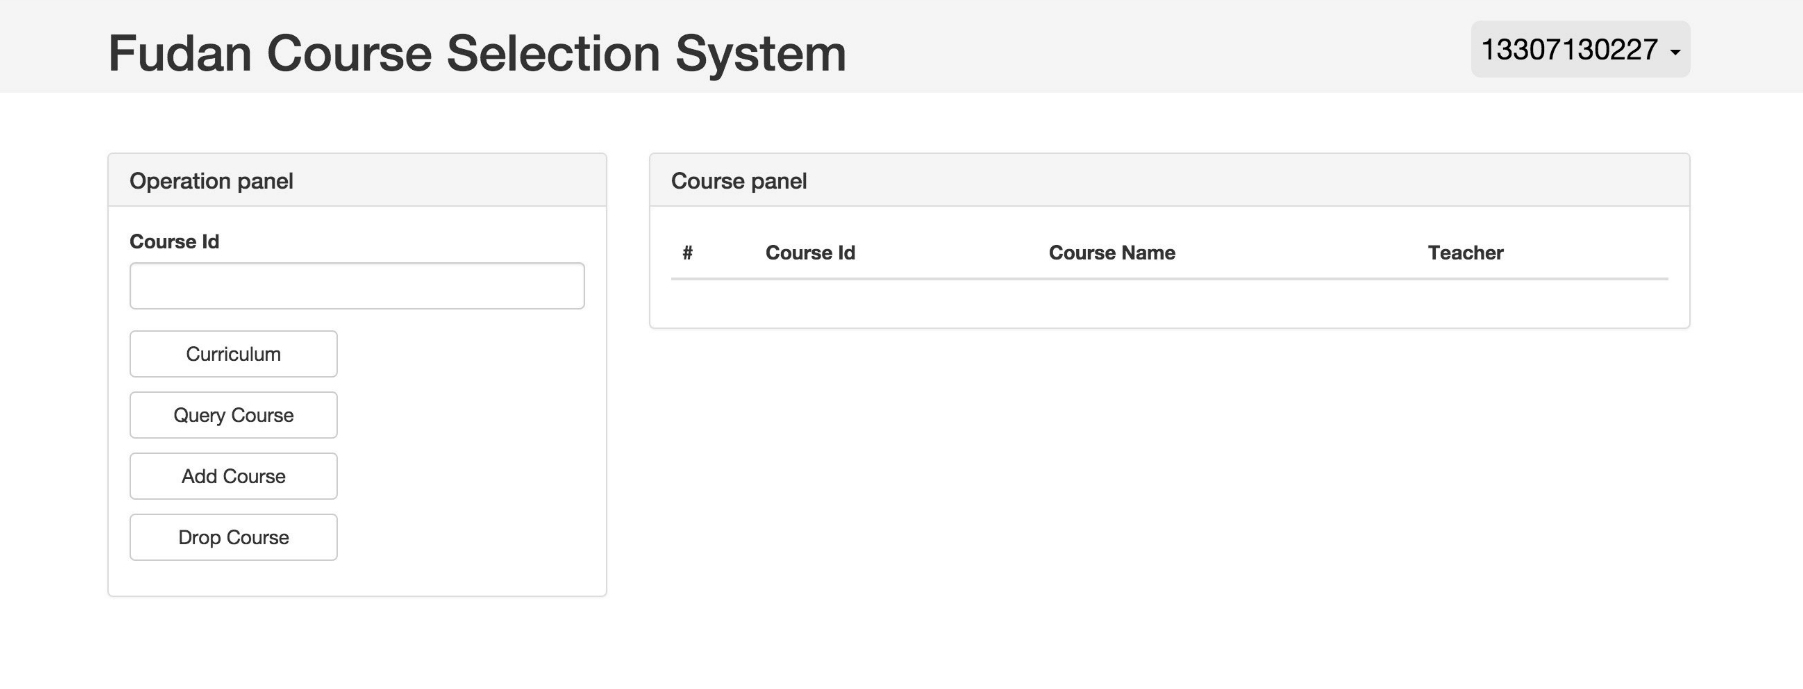 Fudan Course Selection System
13307130227
Operation panel
Course Id
Curriculum
Query Course
Add Course
Drop Course
Course panel
# Course Id Course Name Teacher